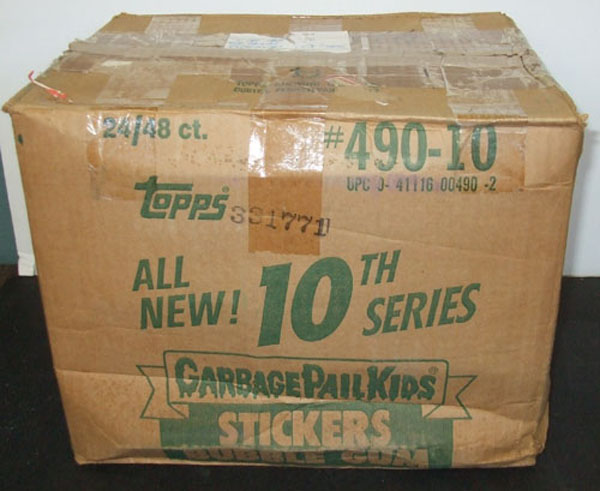 24/48 ct.
#490-10
UPC 0- 41116 00490 -2
TOPPS®
331771
ALL NEW! 10TH SERIES
GARBAGE PAIL KIDS®
STICKERS
BUBBLE GUM